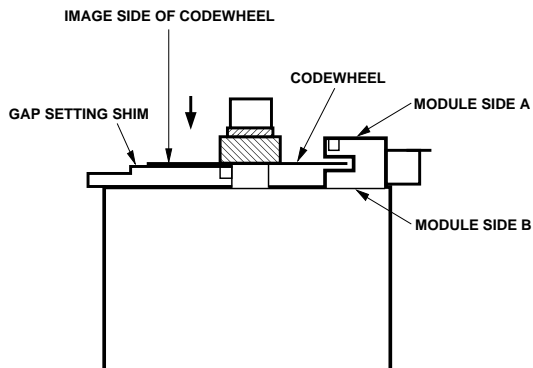 IMAGE SIDE OF CODEWHEEL
CODEWHEEL
GAP SETTING SHIM
MODULE SIDE A
MODULE SIDE B